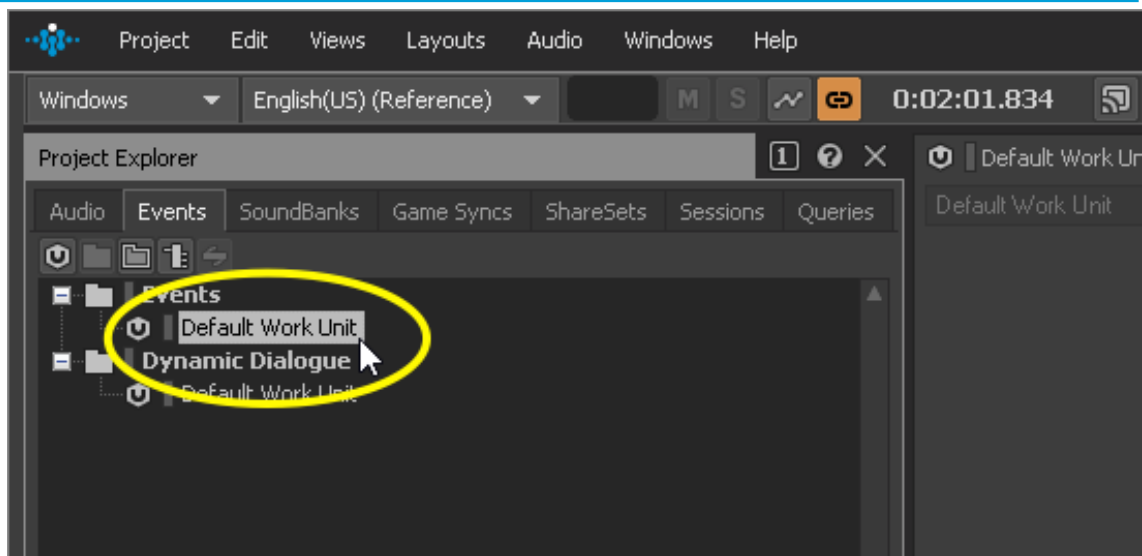 Project Edit Views Layouts Audio Windows Help
Windows English(US) (Reference) M S 0:02:01.834
Project Explorer 1
Default Work Un
Audio Events SoundBanks Game Syncs ShareSets Sessions Queries
Default Work Unit
Events
Default Work Unit
Dynamic Dialogue
Default Work Unit